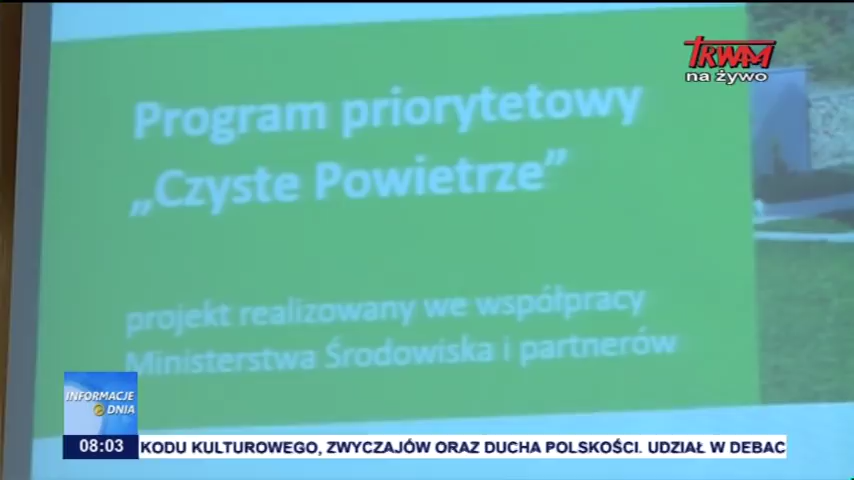 TRWAM
na żywo
Program priorytetowy
„Czyste Powietrze”
projekt realizowany we współpracy
Ministerstwa Środowiska i partnerów
INFORMACJE
DNIA
08:03 KODU KULTUROWEGO, ZWYCZAJÓW ORAZ DUCHA POLSKOŚCI. UDZIAŁ W DEBAC